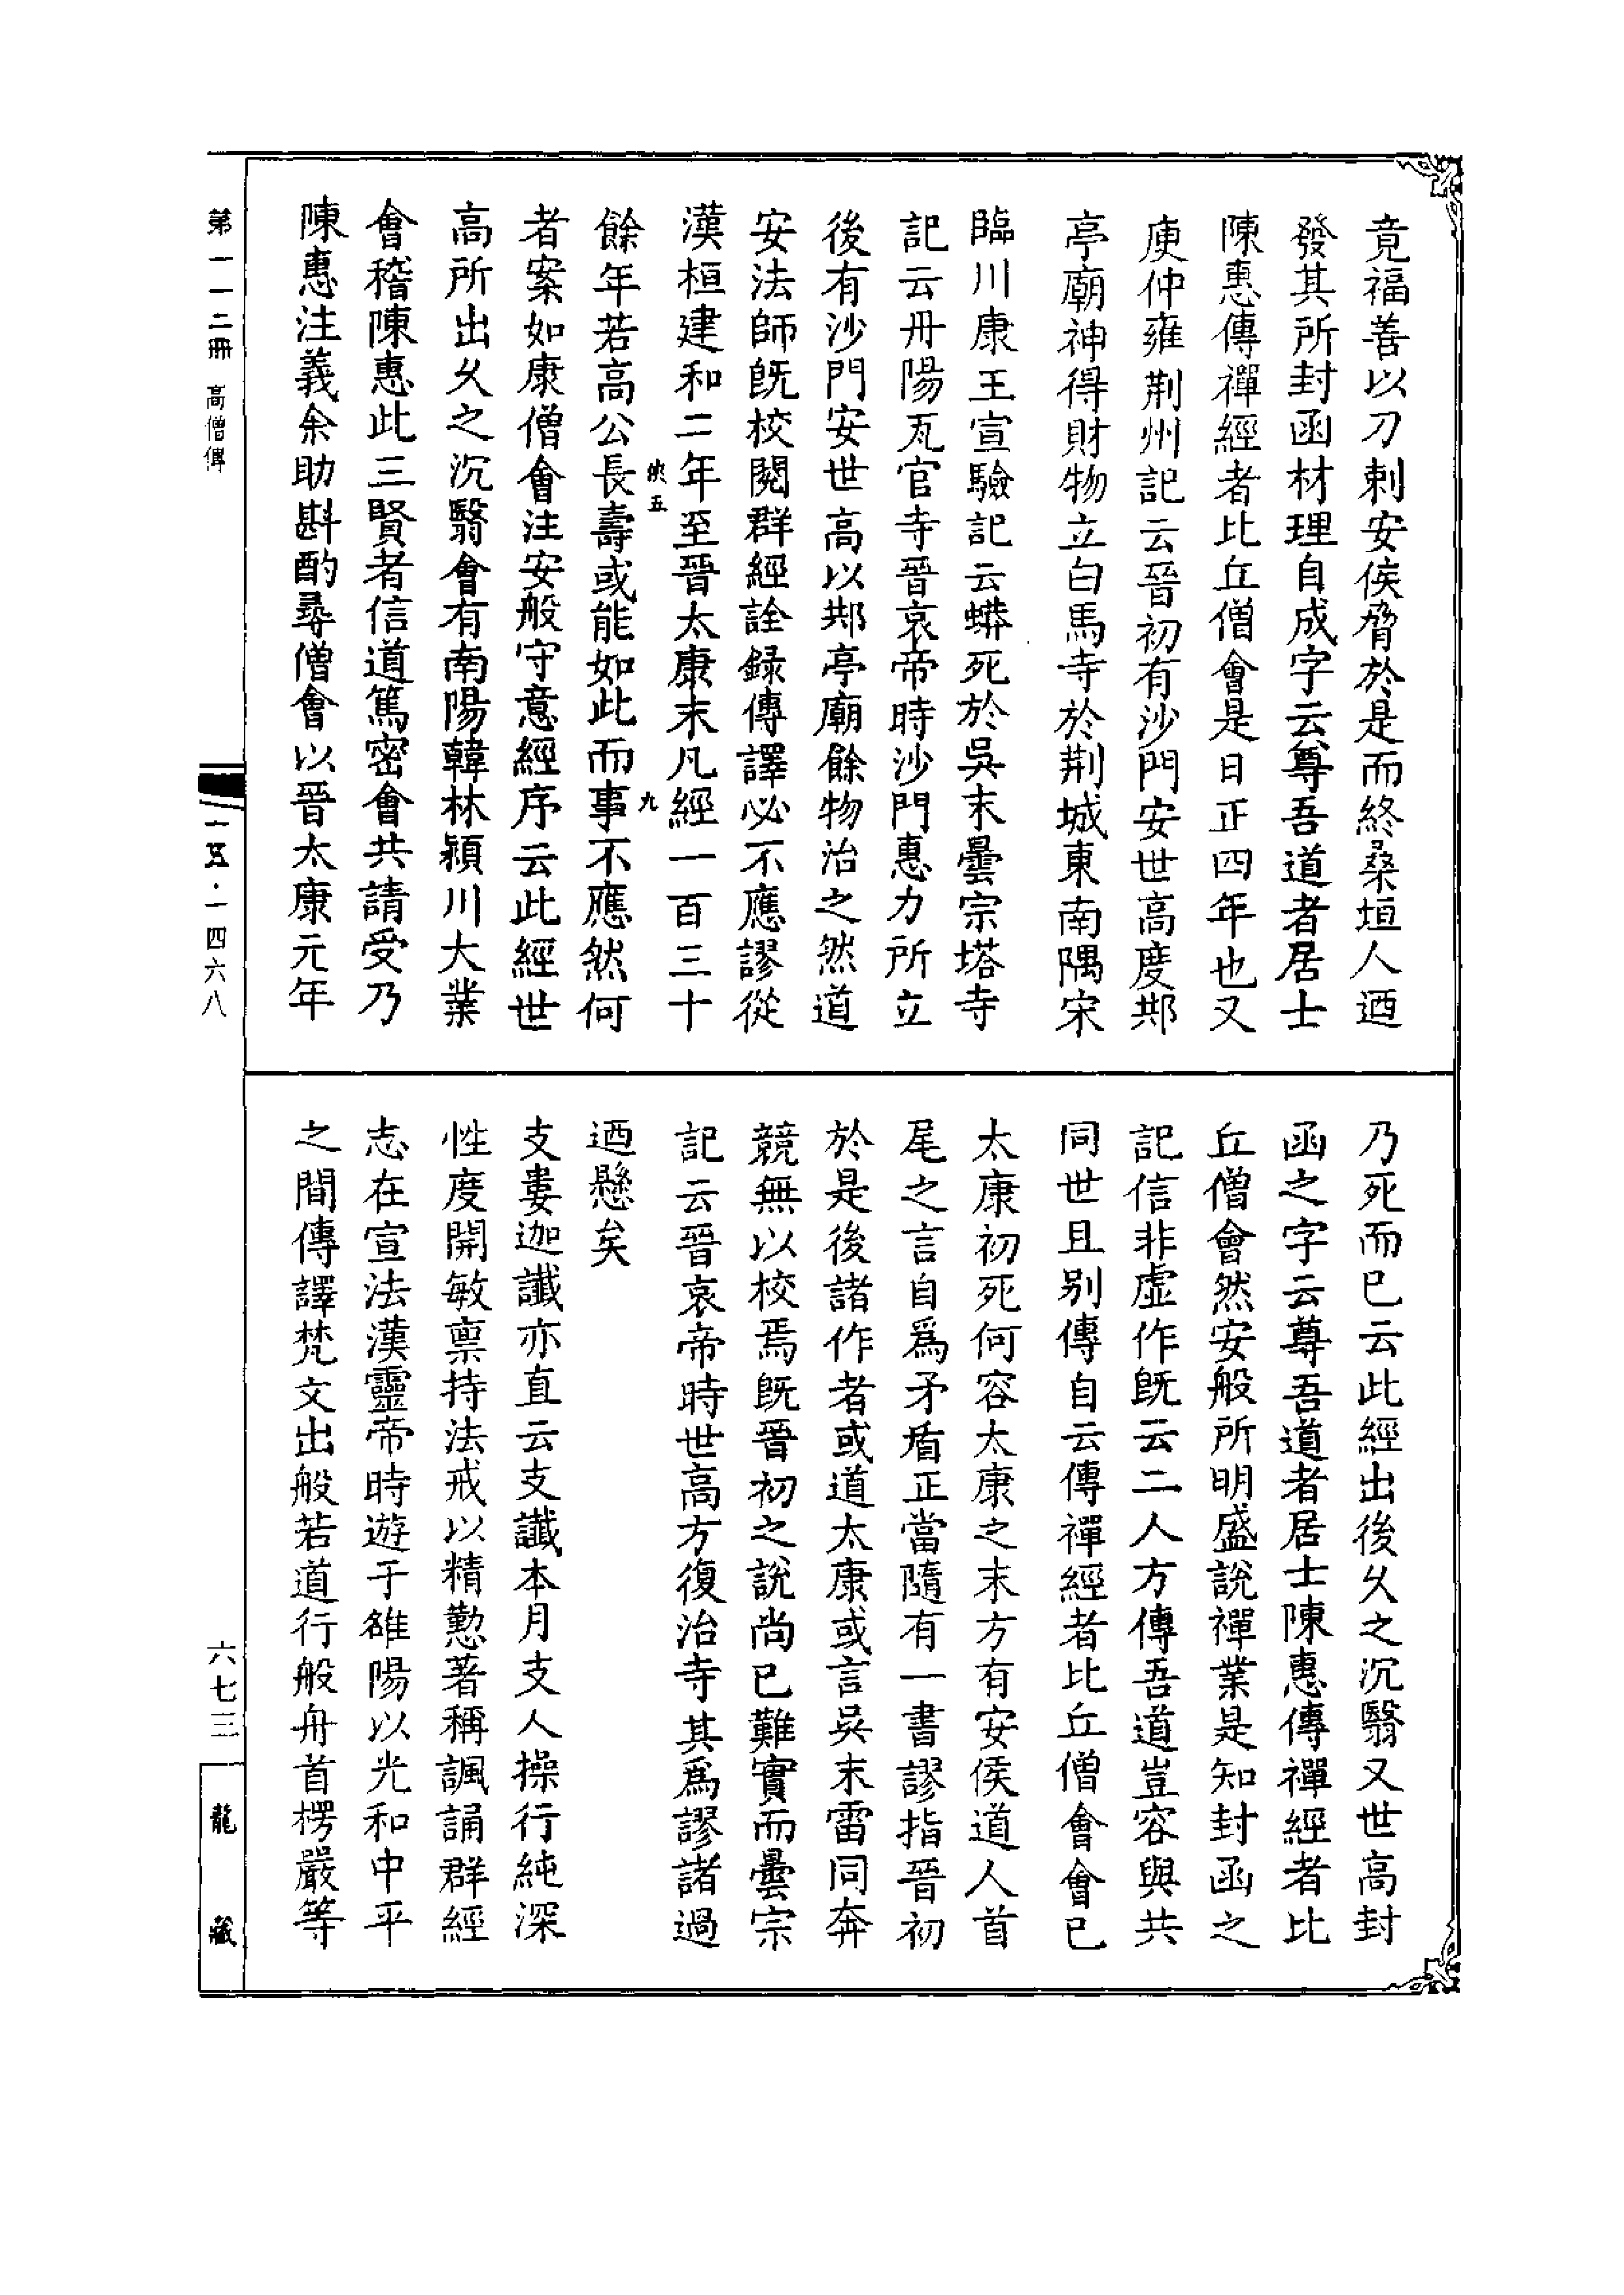 竟福善以刀刺安侯脅於是而終桑垣人迺
發其所封函材理自成字云尊吾道者居士
陳惠傳禪經者比丘僧會是日正四年也又
庾仲雍荆州記云晉初有沙門安世高度䢼
亭廟神得財物立白馬寺於荆城東南隅宋
臨川康王宣驗記云蟒死於吳末曇宗塔寺
記云丹陽瓦官寺晉哀帝時沙門惠力所立
後有沙門安世高以䢼亭廟餘物治之然道
安法師既校閱群經詮録傳譯必不應謬從
漢桓建和二年至晉太康末凡經一百三十
餘年若高公長壽或能如此而事不應然何
者案如康僧會注安般守意經序云此經世
高所出乆之沉翳會有南陽韓林潁川大業
會稽陳惠此三賢者信道篤密會共請受乃
陳惠注義余助斟酌尋僧會以晉太康元年
乃死而已云此經出後乆之沉翳又世高封
函之字云尊吾道者居士陳惠傳禪經者比
丘僧會然安般所明盛說禪業是知封函之
記信非虛作既云二人方傳吾道豈容與共
同世且别傳自云傳禪經者比丘僧會會已
太康初死何容太康之末方有安侯道人首
尾之言自爲矛盾正當隨有一書謬指晉初
於是後諸作者或道太康或言吳末雷同奔
競無以校焉既晉初之說尚已難實而曇宗
記云晉哀帝時世高方復治寺其爲謬諸過
迺懸矣
支婁迦讖亦直云支讖本月支人操行純深
性度開敏禀持法戒以精懃著稱諷誦群經
志在宣法漢靈帝時遊于雒陽以光和中平
之間傳譯梵文出般若道行般舟首楞嚴等
第一一二冊 高僧傳
一五·一四六八
六七三
龍藏
五
九